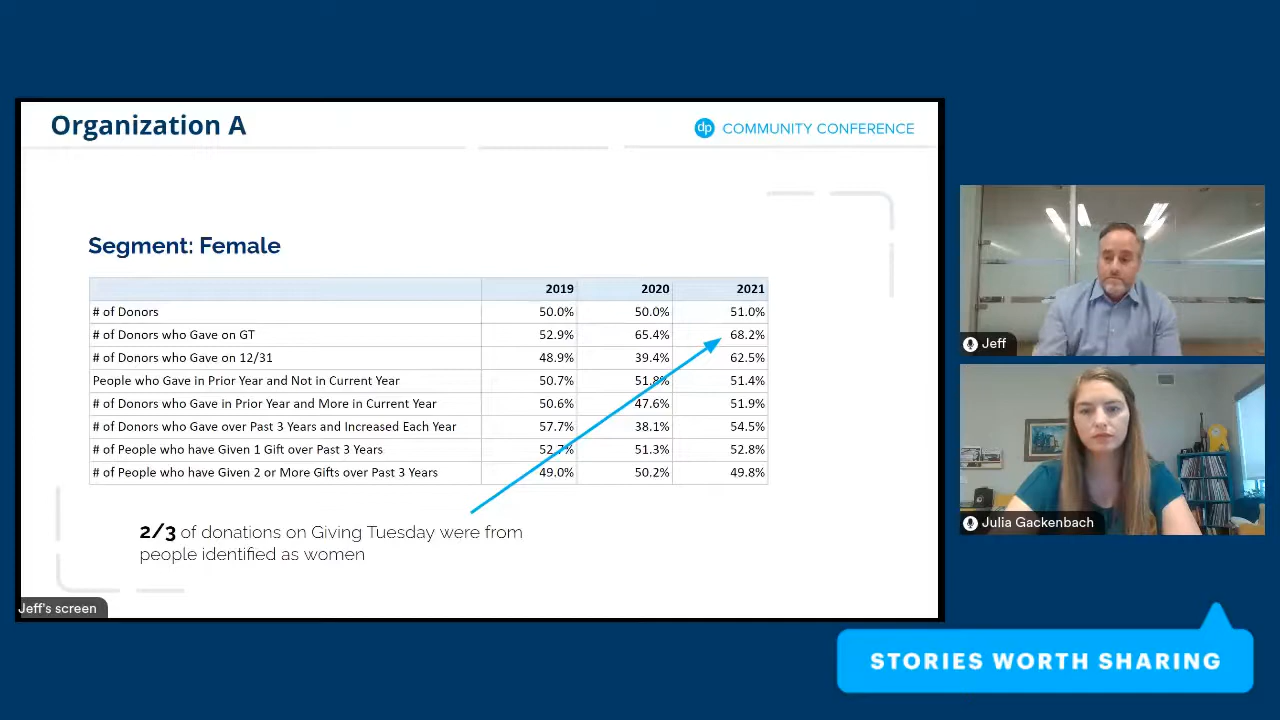 Organization A
dp COMMUNITY CONFERENCE
Segment: Female
2019 2020 2021
# of Donors 50.0% 50.0% 51.0%
# of Donors who Gave on GT 52.9% 65.4% 68.2%
# of Donors who Gave on 12/31 48.9% 39.4% 62.5%
People who Gave in Prior Year and Not in Current Year 50.7% 51.8% 51.4%
# of Donors who Gave in Prior Year and More in Current Year 50.6% 47.6% 51.9%
# of Donors who Gave over Past 3 Years and Increased Each Year 57.7% 38.1% 54.5%
# of People who have Given 1 Gift over Past 3 Years 52.7% 51.3% 52.8%
# of People who have Given 2 or More Gifts over Past 3 Years 49.0% 50.2% 49.8%
2/3 of donations on Giving Tuesday were from
people identified as women
Jeff's screen
Jeff
Julia Gackenbach
STORIES WORTH SHARING